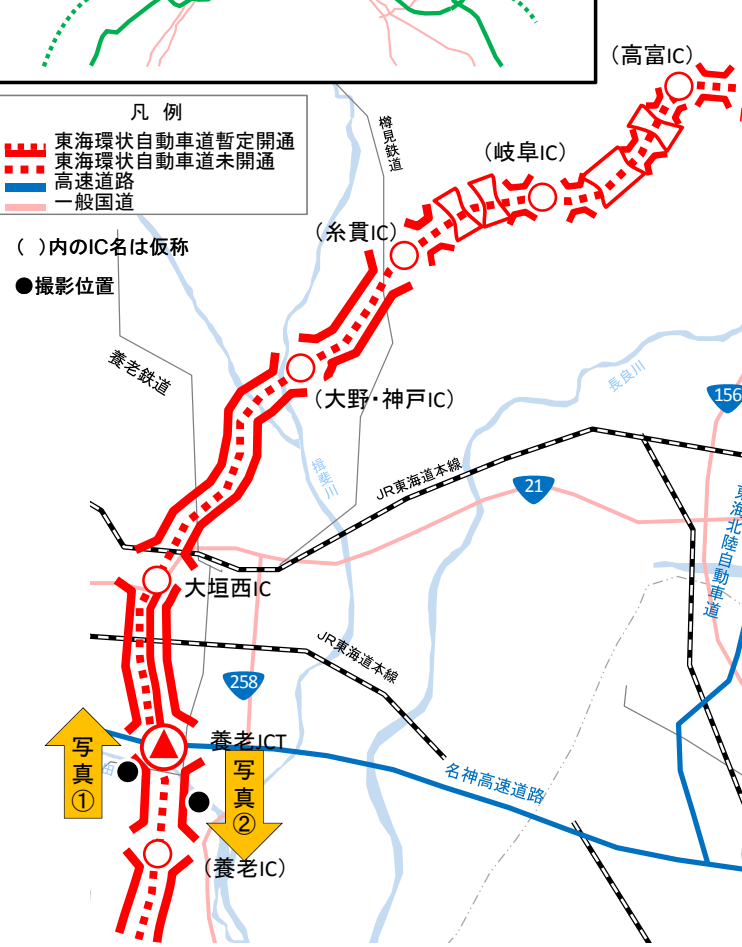 (高富IC)
凡 例
東海環状自動車道暫定開通
東海環状自動車道未開通
高速道路
一般国道
樽見鉄道
(岐阜IC)
(糸貫IC)
( )内のIC名は仮称
●撮影位置
養老鉄道
(大野・神戸IC)
長良川
156
揖斐川
JR東海道本線
21
東海北陸自動車道
大垣西IC
JR東海道本線
258
養老JCT
写真①
写真②
名神高速道路
(養老IC)